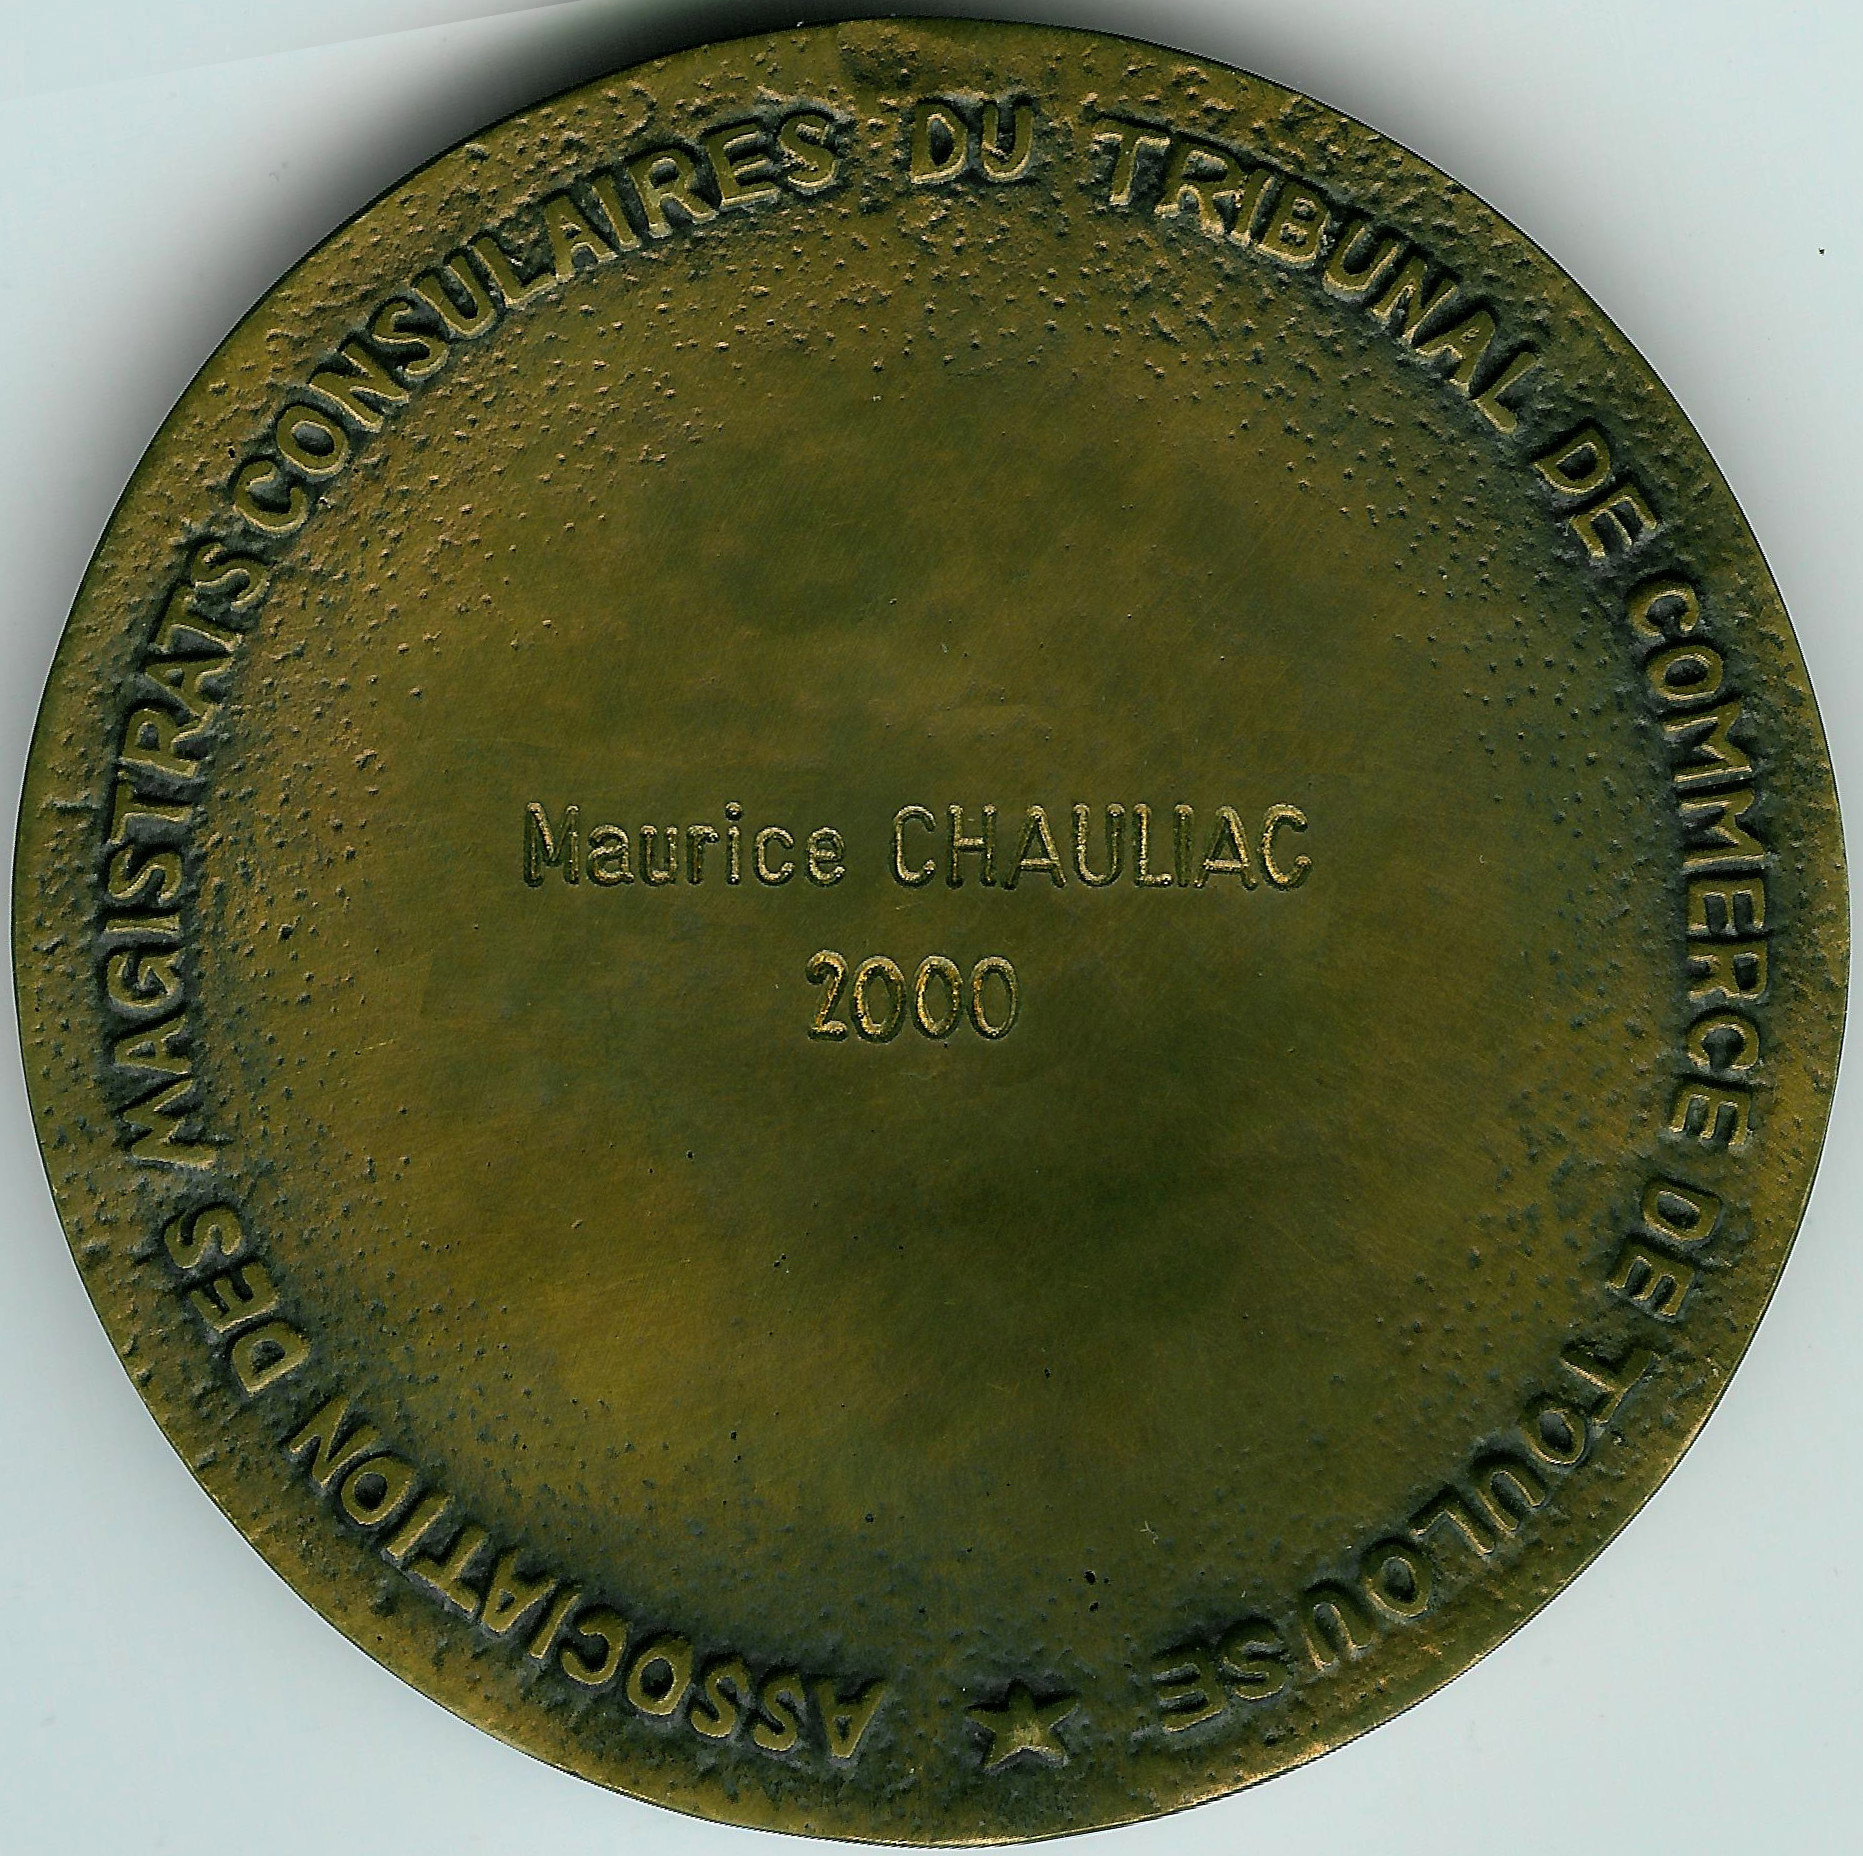 ASSOCIATION DES MAGISTRATS CONSULAIRES DU TRIBUNAL DE COMMERCE DE TOULOUSE
Maurice CHAULIAC
2000